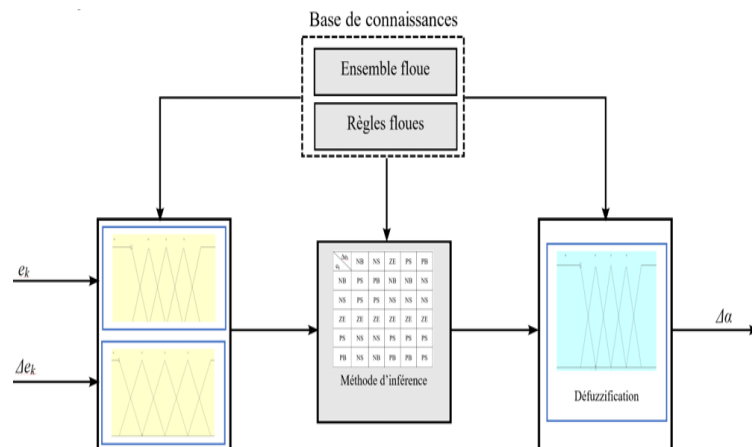 Base de connaissances
Ensemble floue
Règles floues
e_k
Δe_k
NB NS ZE PS PB
NB PS PB NB NB NS
NS PS PS NS NS NS
ZE ZE ZE ZE ZE ZE
PS NS NS PS PS PS
PB NS NB PB PB PS
Méthode d'inférence
Défuzzification
Δα